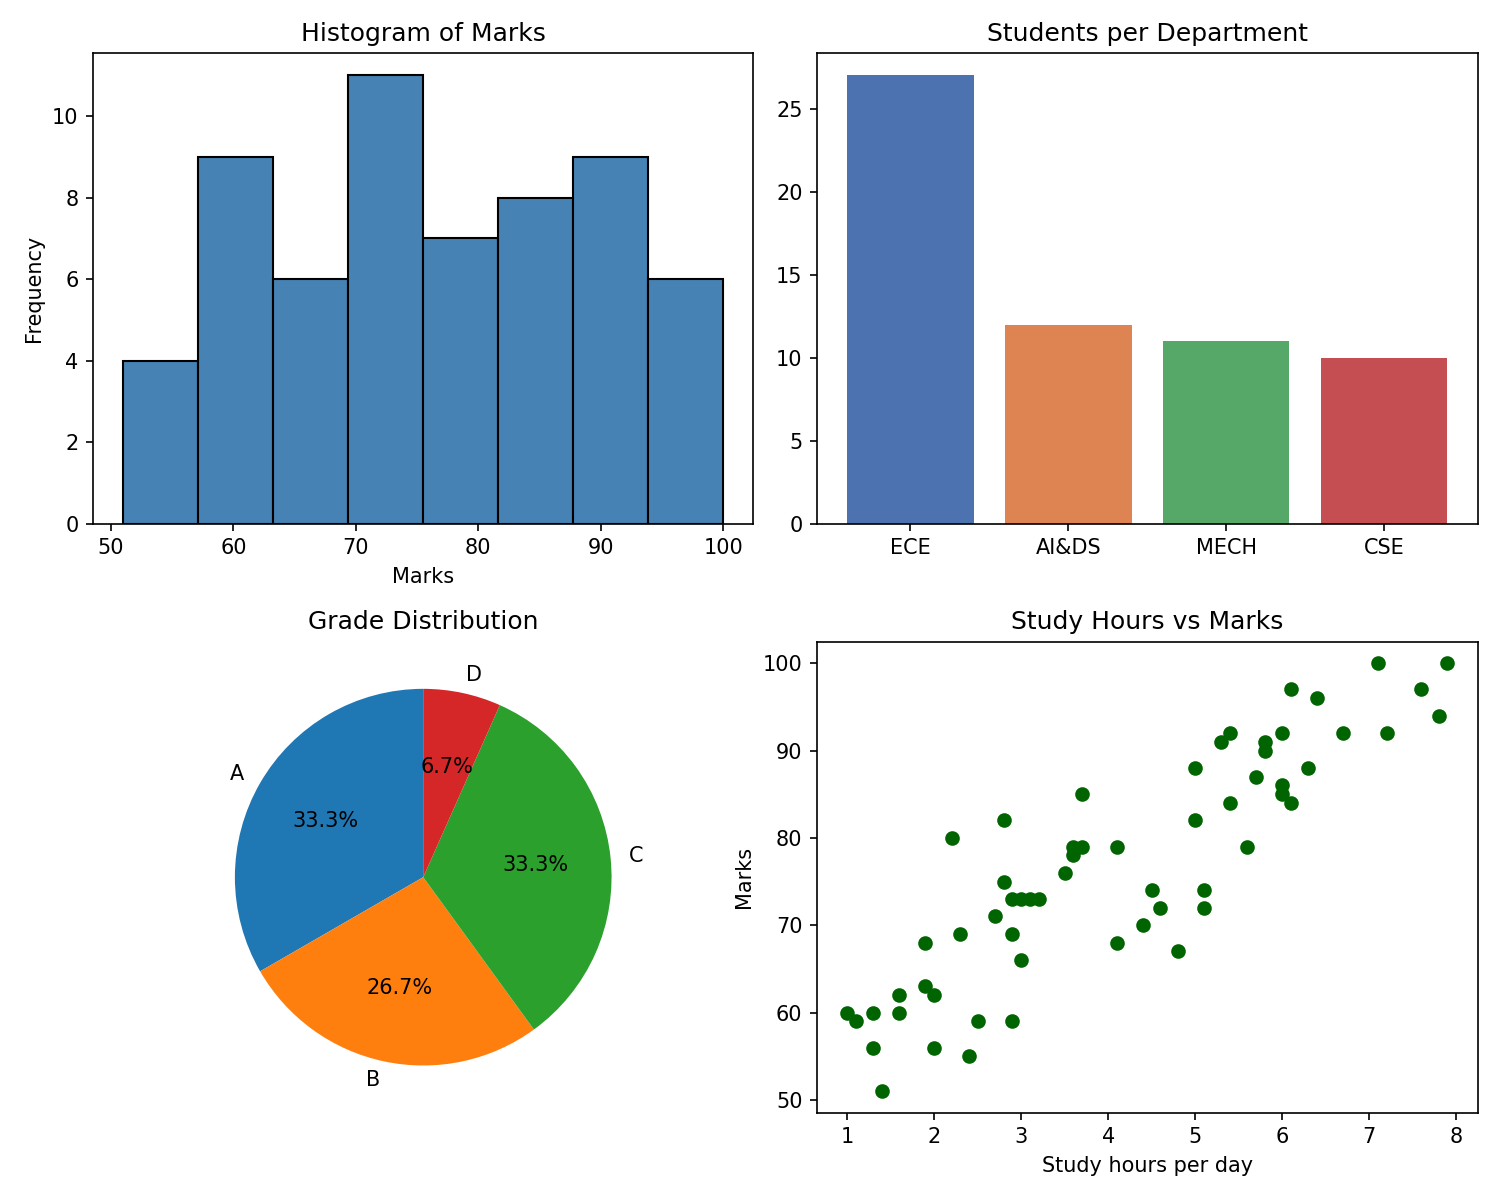 Histogram of Marks
Frequency
10
8
6
4
2
0
50 60 70 80 90 100
Marks
Students per Department
25
20
15
10
5
0
ECE AI&DS MECH CSE
Grade Distribution
D
A
6.7%
33.3%
C
33.3%
26.7%
B
Study Hours vs Marks
Marks
100
90
80
70
60
50
1 2 3 4 5 6 7 8
Study hours per day